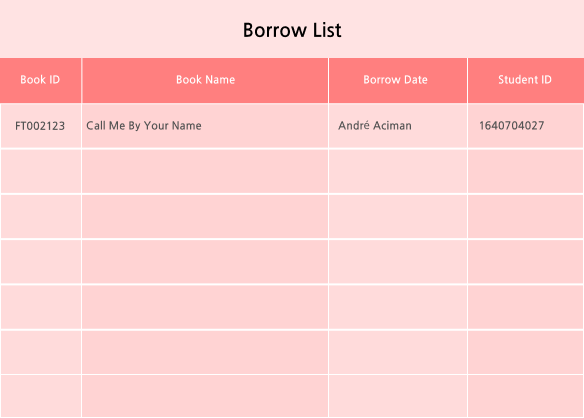 Borrow List
Book ID Book Name Borrow Date Student ID
FT002123 Call Me By Your Name André Aciman 1640704027